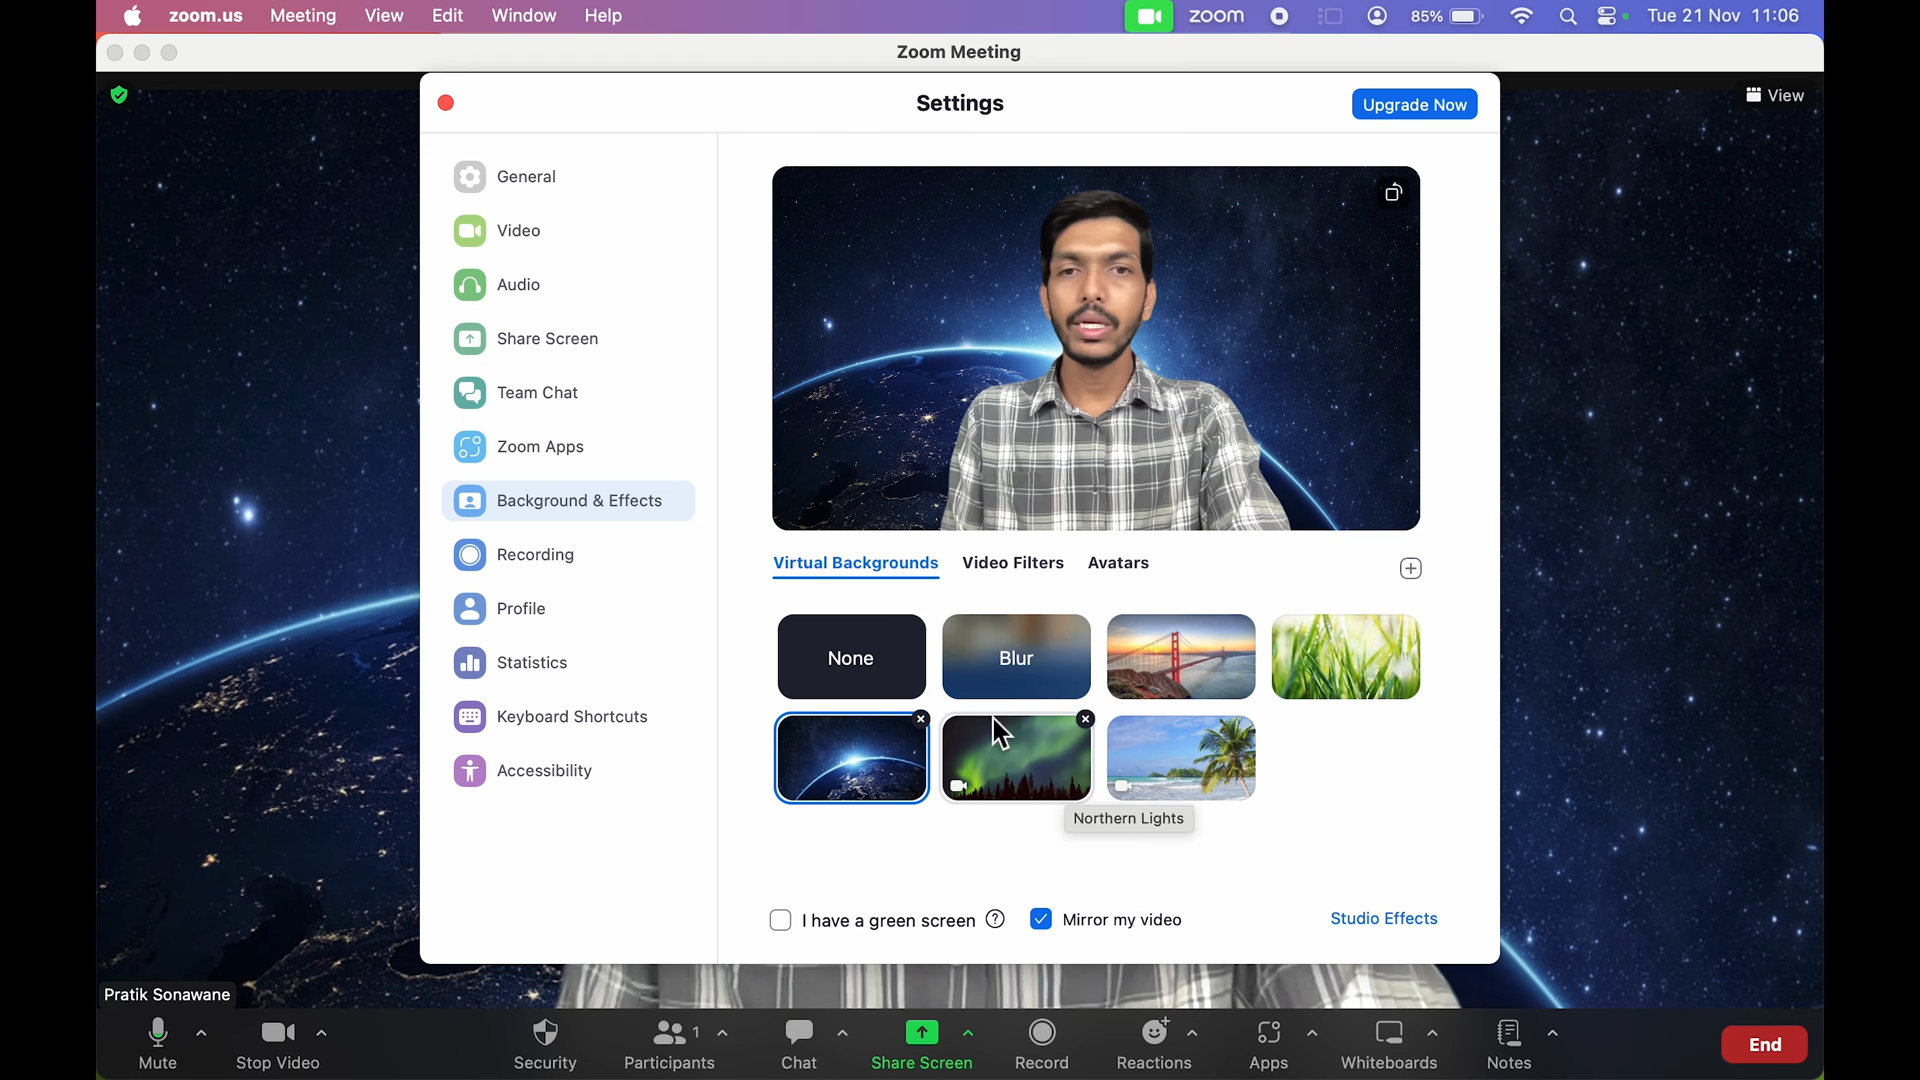 zoom.us Meeting View Edit Window Help zoom 85% Tue 21 Nov 11:06
Zoom Meeting
View
Settings
Upgrade Now
General
Video
Audio
Share Screen
Team Chat
Zoom Apps
Background & Effects
Recording
Profile
Statistics
Keyboard Shortcuts
Accessibility
Virtual Backgrounds Video Filters Avatars
None Blur
Northern Lights
I have a green screen ? Mirror my video Studio Effects
Pratik Sonawane
1
Mute Stop Video Security Participants Chat Share Screen Record Reactions Apps Whiteboards Notes End